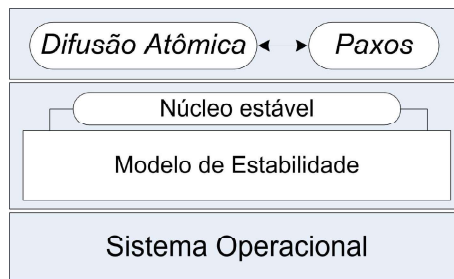 Difusão Atômica
Paxos
Núcleo estável
Modelo de Estabilidade
Sistema Operacional